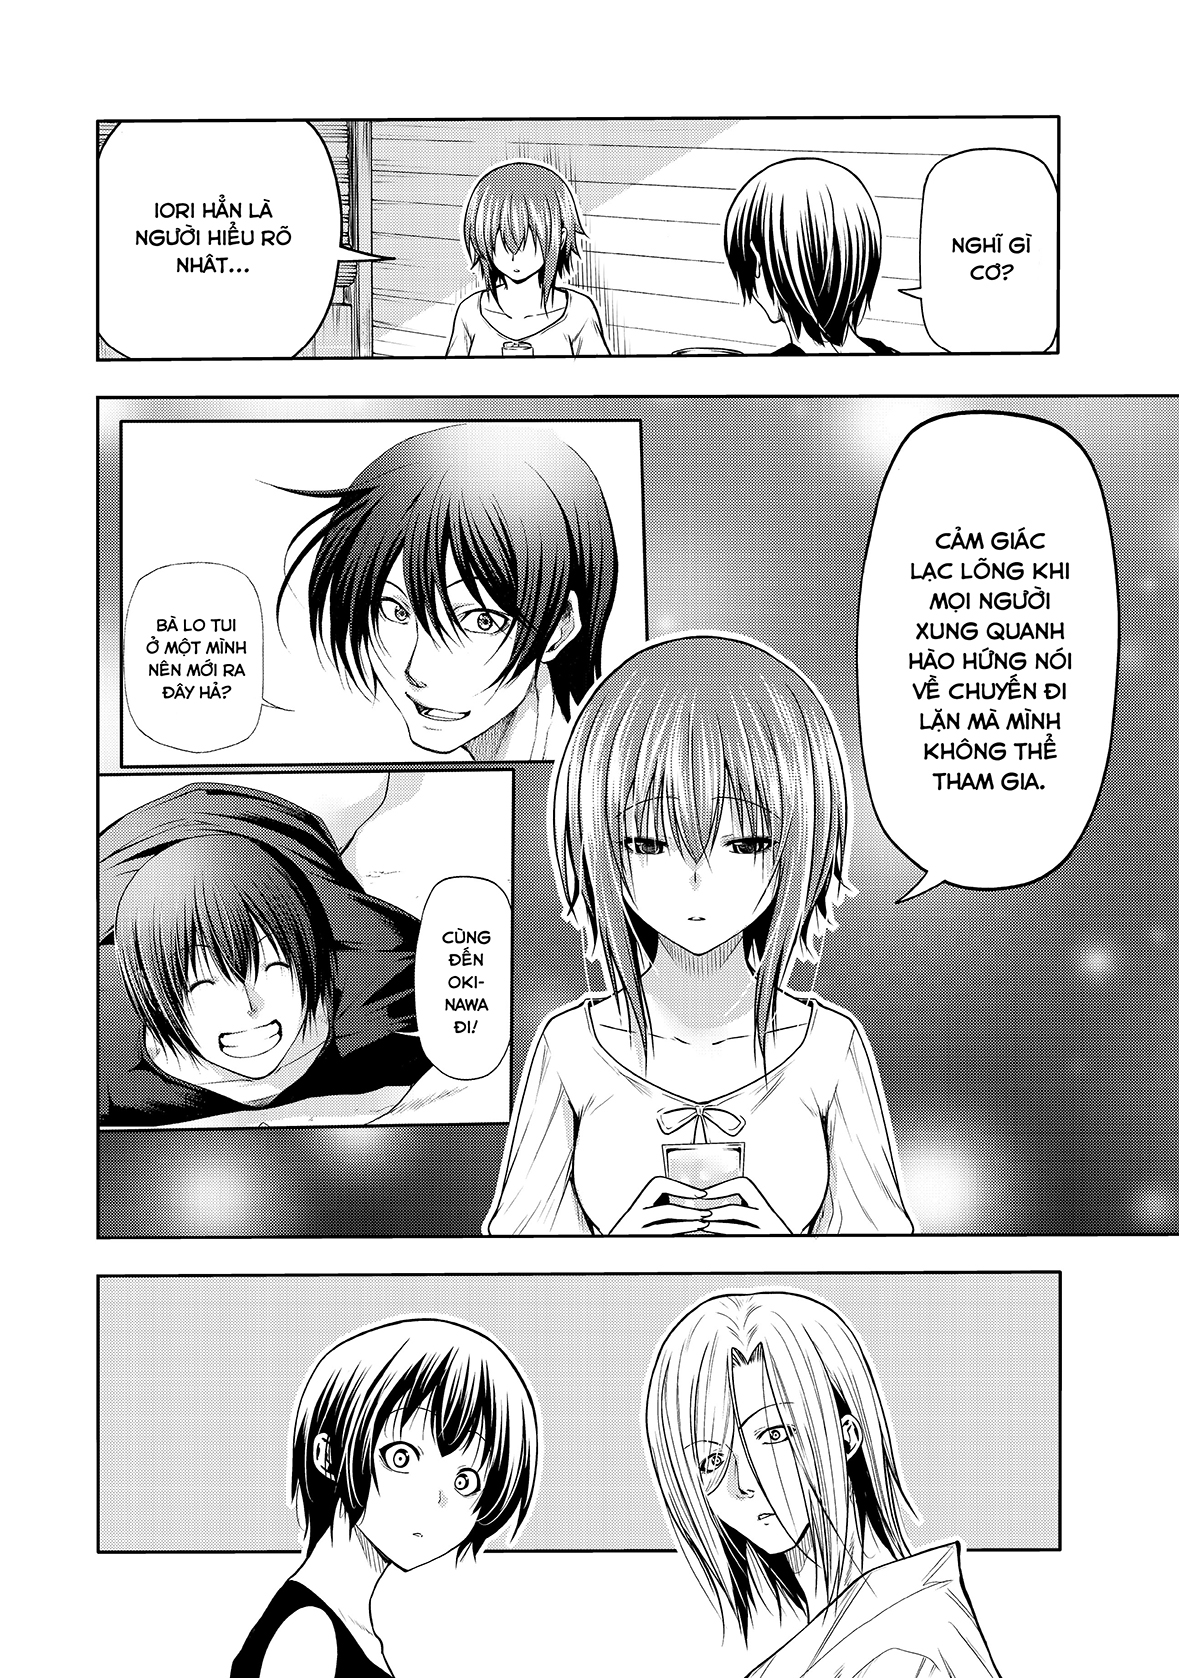 NGHĨ GÌ
CƠ?
IORI HẲN LÀ
NGƯỜI HIỂU RÕ
NHÂT...
CẢM GIÁC
LẠC LÕNG KHI
MỌI NGƯỜI
XUNG QUANH
HÀO HỨNG NÓI
VỀ CHUYẾN ĐI
LẶN MÀ MÌNH
KHÔNG THỂ
THAM GIA.
BÀ LO TUI
Ở MỘT MÌNH
NÊN MỚI RA
ĐÂY HẢ?
CÙNG
ĐẾN
OKI-
NAWA
ĐI!